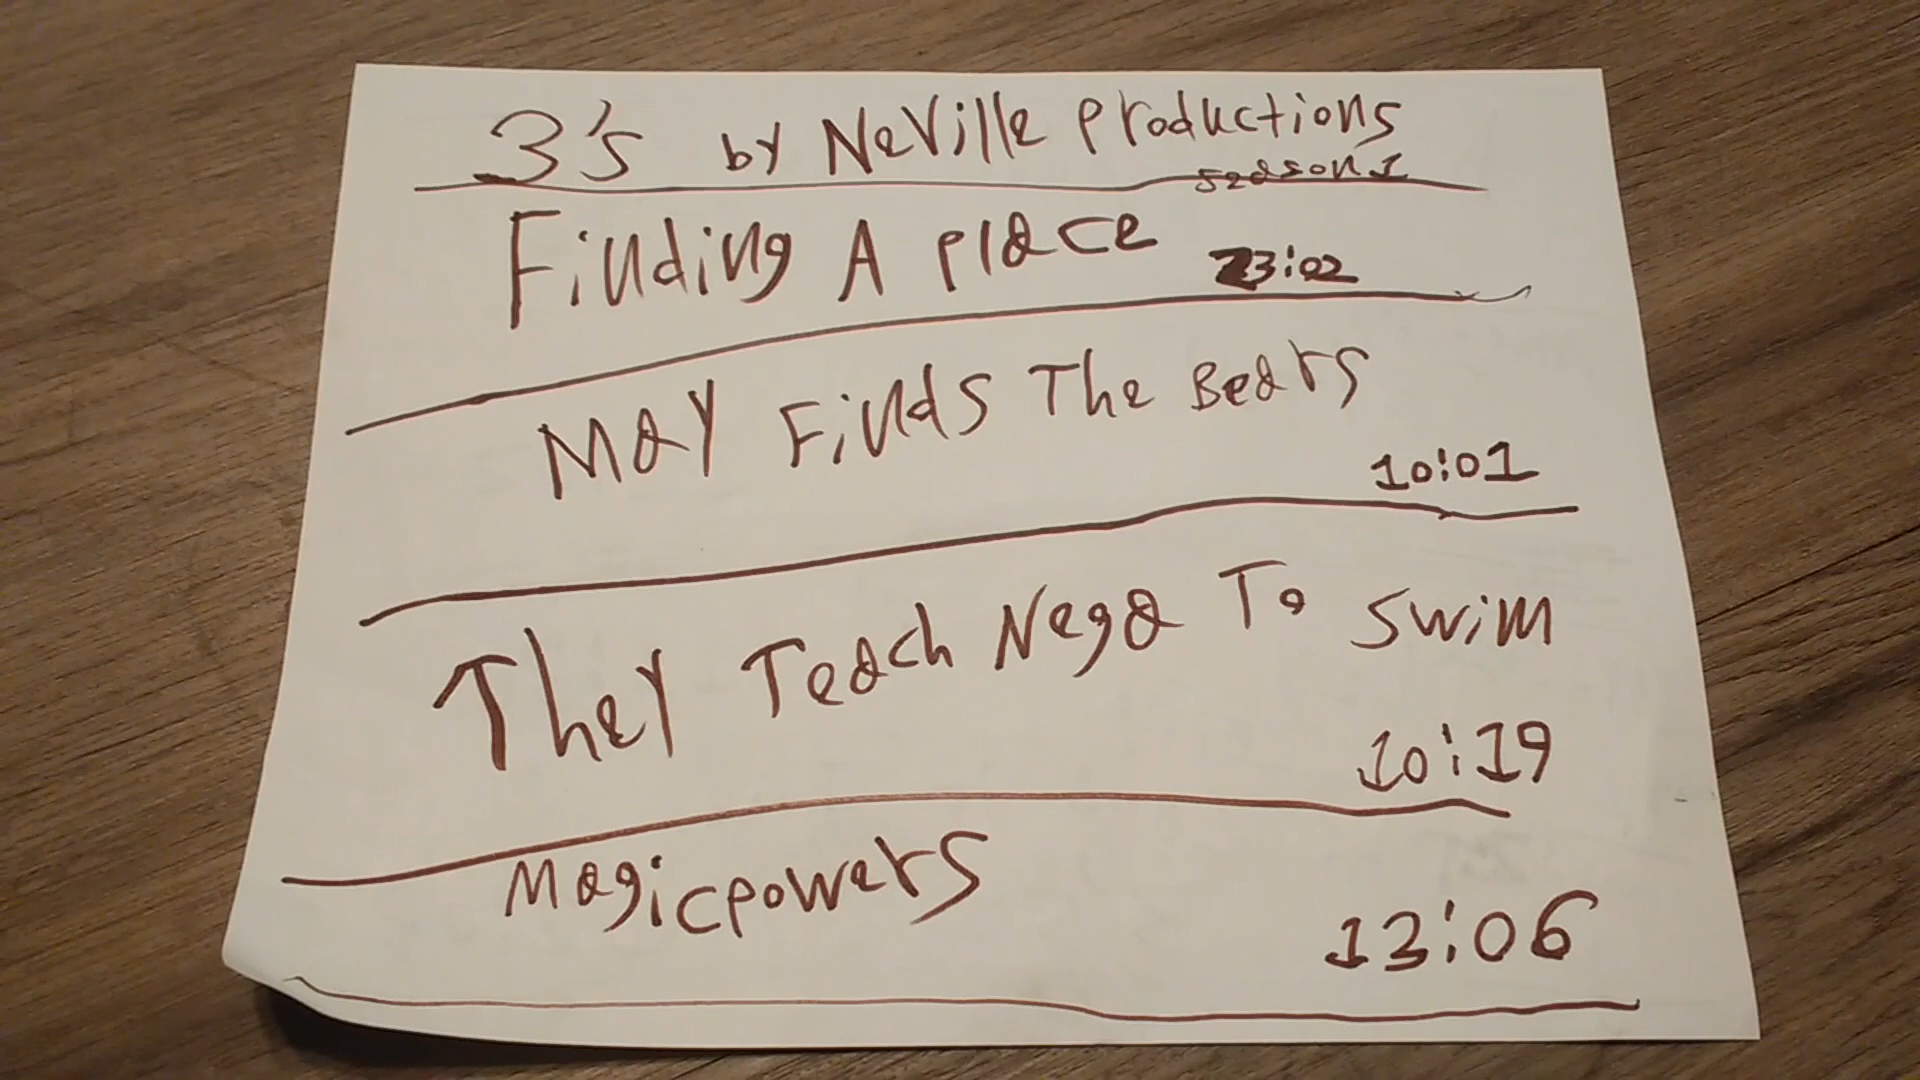 3's by Neville Productions
Season 1
Finding A place
23:02
May Finds The Bears
10:01
They Teach Nega To Swim
10:19
Magicpowers
13:06